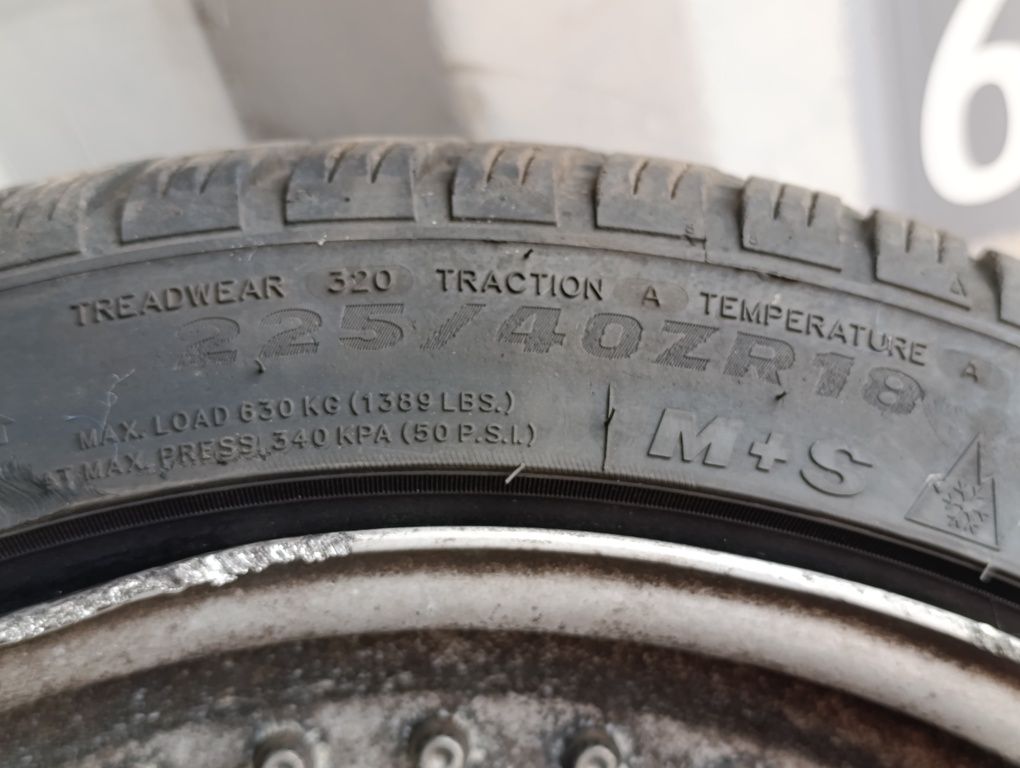 6
TREADWEAR 320 TRACTION A TEMPERATURE A
225/40ZR18
MAX. LOAD 630 KG (1389 LBS.)
AT MAX. PRESS. 340 KPA (50 P.S.I.)
M+S